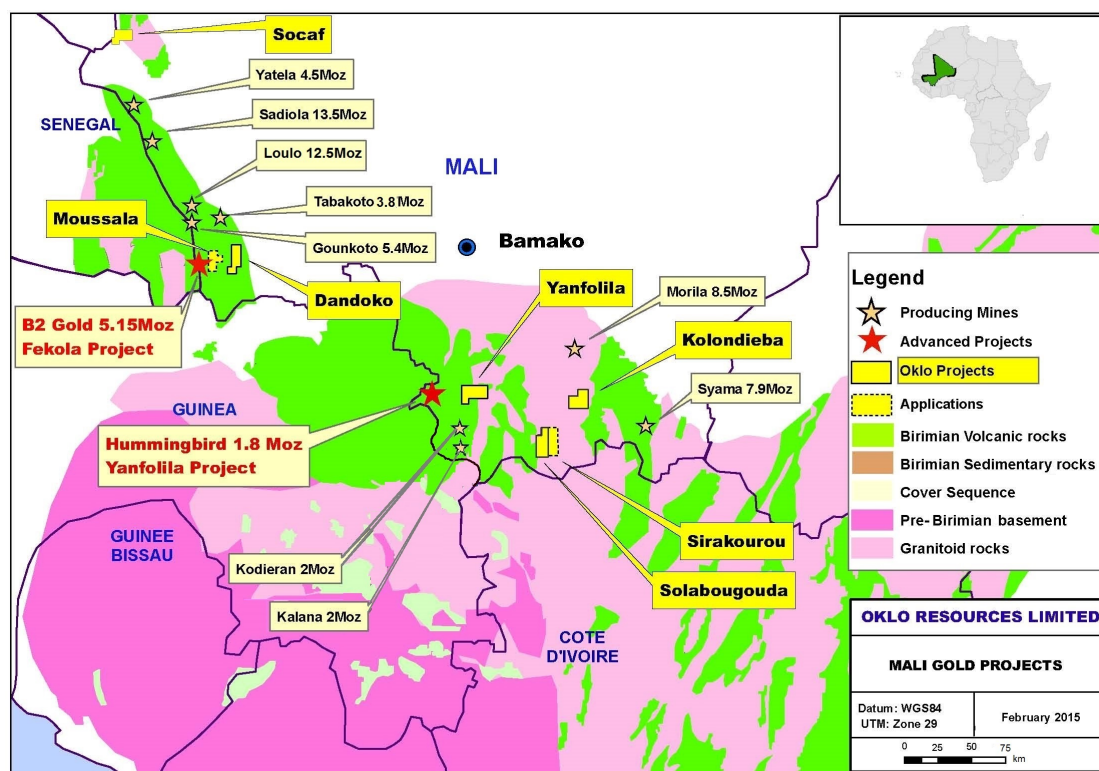 Socaf
Yatela 4.5Moz
SENEGAL
Sadiola 13.5Moz
Loulo 12.5Moz
MALI
Tabakoto 3.8 Moz
Moussala
Gounkoto 5.4Moz
Bamako
Dandoko
Yanfolila
Morila 8.5Moz
B2 Gold 5.15Moz
Fekola Project
Kolondieba
Syama 7.9Moz
GUINEA
Hummingbird 1.8 Moz
Yanfolila Project
GUINEE
BISSAU
Sirakourou
Kodieran 2Moz
Solabougouda
Kalana 2Moz
COTE
D'IVOIRE
Legend
Producing Mines
Advanced Projects
Oklo Projects
Applications
Birimian Volcanic rocks
Birimian Sedimentary rocks
Cover Sequence
Pre-Birimian basement
Granitoid rocks
OKLO RESOURCES LIMITED
MALI GOLD PROJECTS
Datum: WGS84
UTM: Zone 29
February 2015
0 25 50 75
km